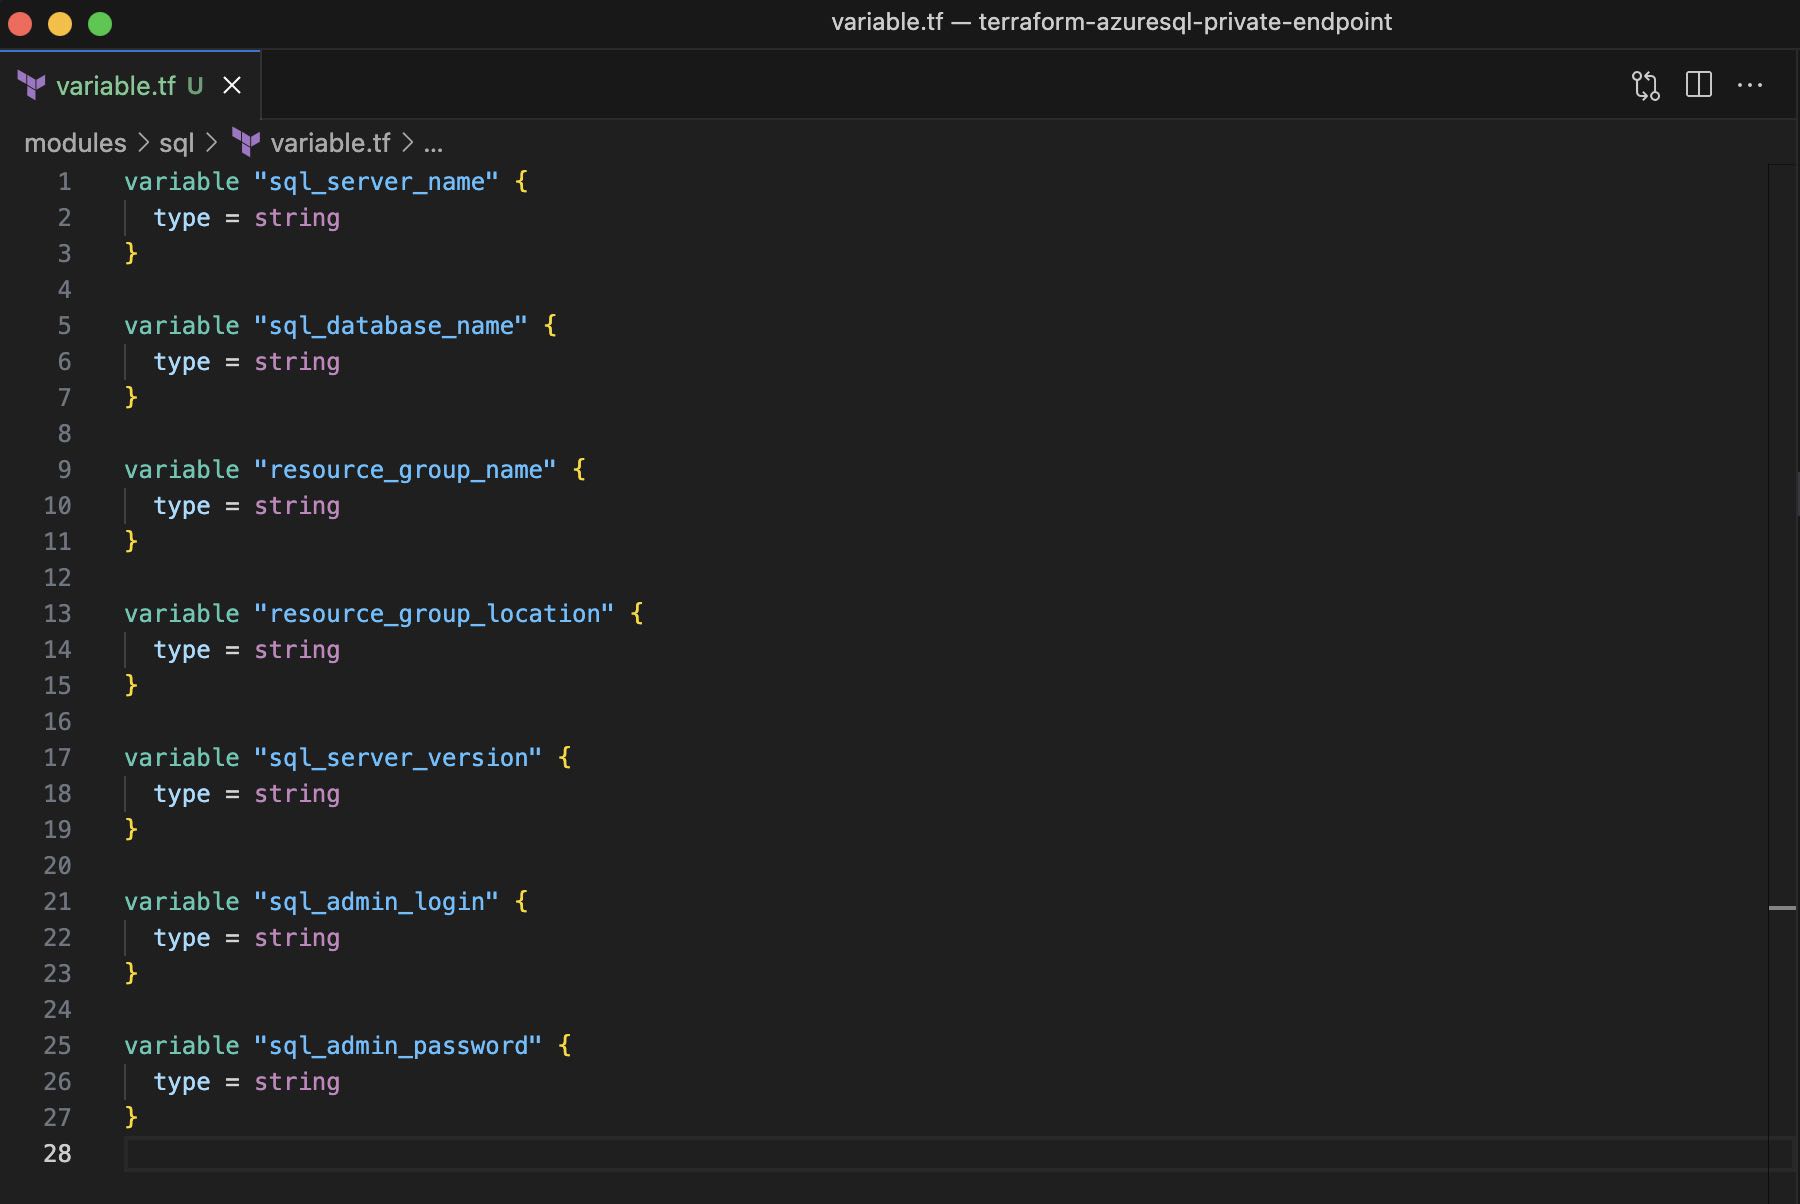 variable.tf — terraform-azuresql-private-endpoint
variable.tf U
modules > sql > variable.tf > ...
1 variable "sql_server_name" {
2   type = string
3 }
4
5 variable "sql_database_name" {
6   type = string
7 }
8
9 variable "resource_group_name" {
10   type = string
11 }
12
13 variable "resource_group_location" {
14   type = string
15 }
16
17 variable "sql_server_version" {
18   type = string
19 }
20
21 variable "sql_admin_login" {
22   type = string
23 }
24
25 variable "sql_admin_password" {
26   type = string
27 }
28